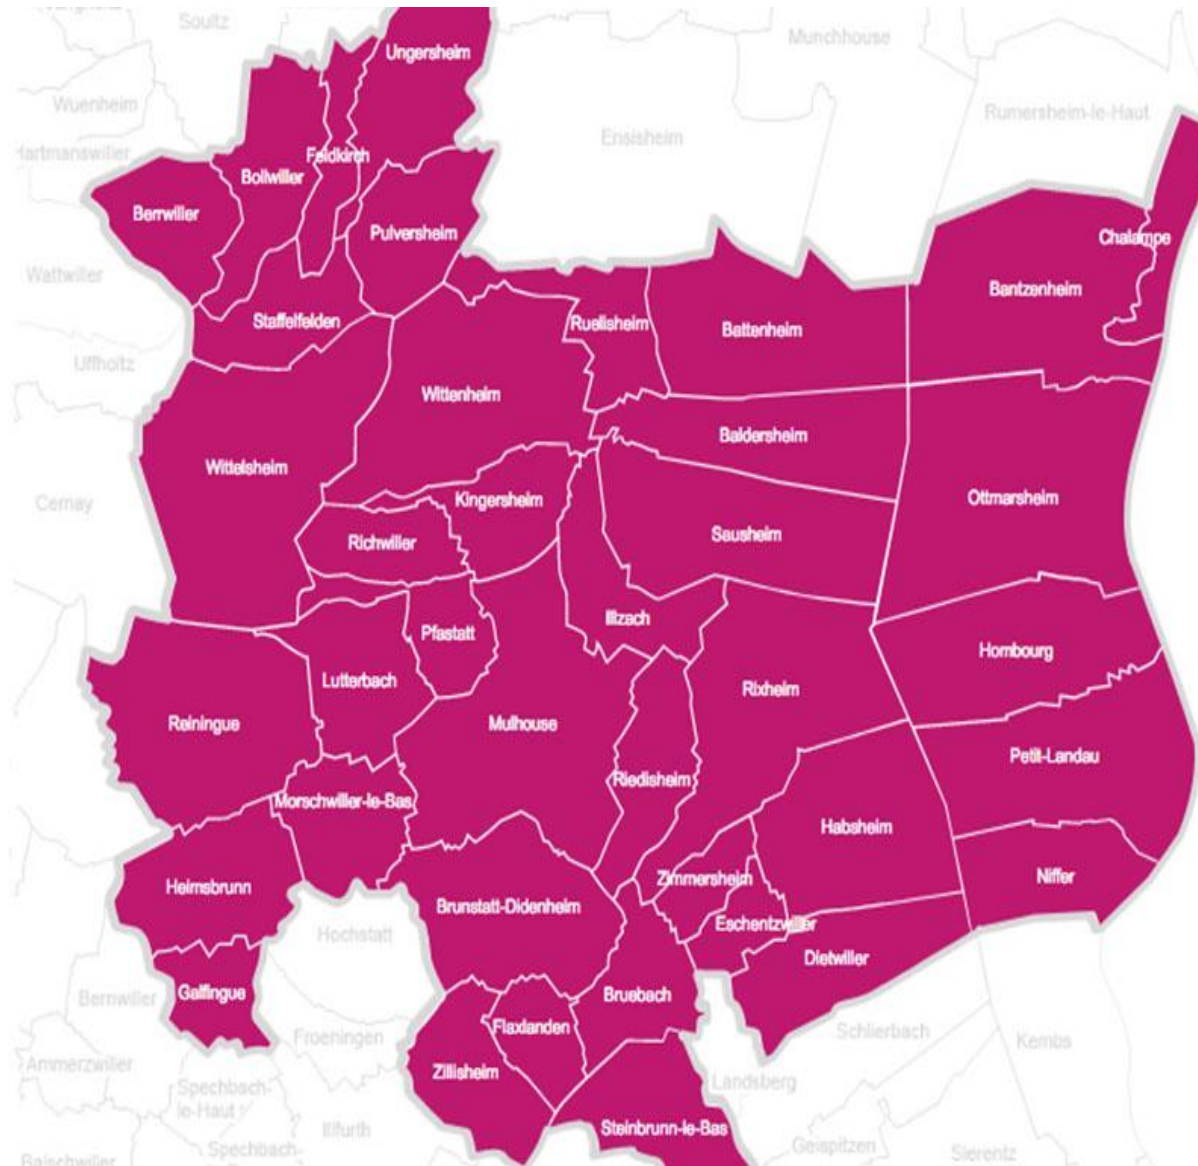 Soultz
Ungersheim
Munchhouse
Wuenheim
Rumersheim-le-Haut
Ensisheim
Hartmanswiller
Feldkirch
Bollwiller
Berrwiller
Pulversheim
Chalampe
Wattwiller
Bantzenheim
Staffelfelden
Ruelisheim
Battenheim
Uffholtz
Wittenheim
Baldersheim
Wittelsheim
Cernay
Kingersheim
Ottmarsheim
Richwiller
Sausheim
Illzach
Pfastatt
Hombourg
Lutterbach
Rixheim
Reiningue
Mulhouse
Petit-Landau
Riedisheim
Morschwiller-le-Bas
Habsheim
Heimsbrunn
Zimmersheim
Niffer
Brunstatt-Didenheim
Eschentzwiller
Hochstatt
Dietwiller
Galfingue
Bruebach
Bernwiller
Flaxlanden
Schlierbach
Froeningen
Kembs
Ammerzwiller
Zillisheim
Landsberg
Spechbach-
le-Haut
Illfurth
Steinbrunn-le-Bas
Geispitzen
Spechbach-
Sierentz
Balschwiller